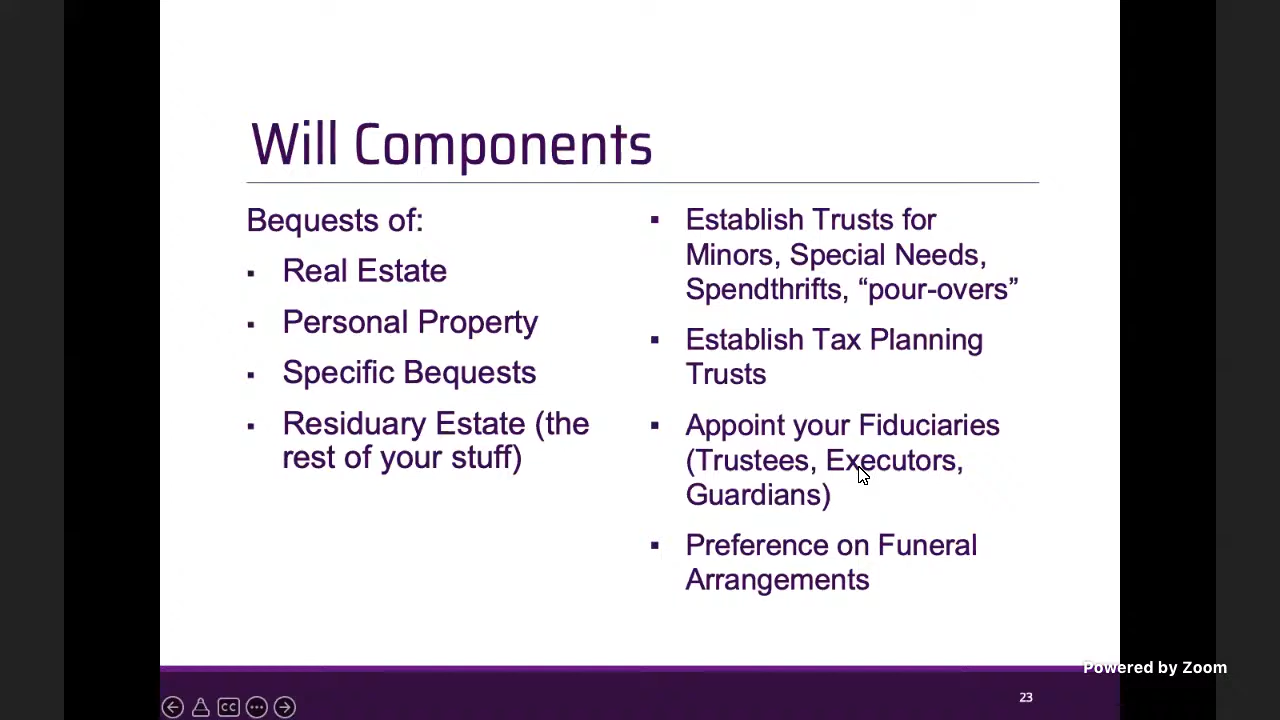 Will Components
Bequests of:
▪ Real Estate
▪ Personal Property
▪ Specific Bequests
▪ Residuary Estate (the
rest of your stuff)
▪ Establish Trusts for
Minors, Special Needs,
Spendthrifts, “pour-overs”
▪ Establish Tax Planning
Trusts
▪ Appoint your Fiduciaries
(Trustees, Executors,
Guardians)
▪ Preference on Funeral
Arrangements
Powered by Zoom
23
CC